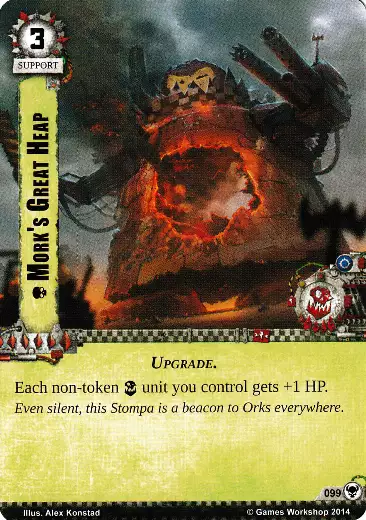 3
SUPPORT
Mork's Great Heap
Upgrade.
Each non-token unit you control gets +1 HP.
Even silent, this Stompa is a beacon to Orks everywhere.
099
Illus. Alex Konstad
© Games Workshop 2014